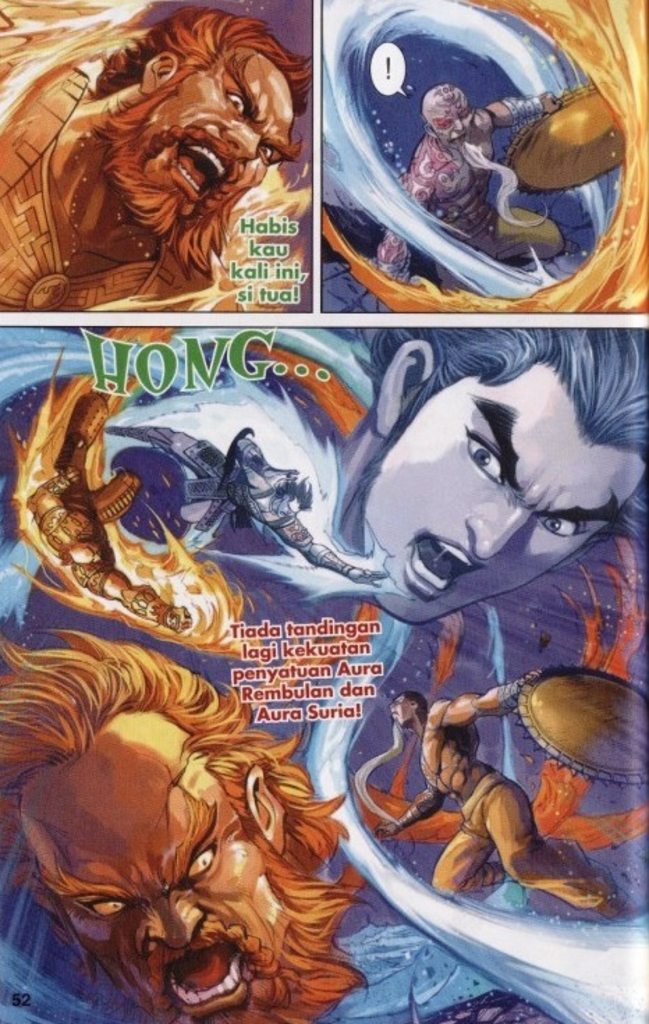 Habis
kau
kali ini,
si tua!
!
HONG...
Tiada tandingan
lagi kekuatan
penyatuan Aura
Rembulan dan
Aura Suria!
52